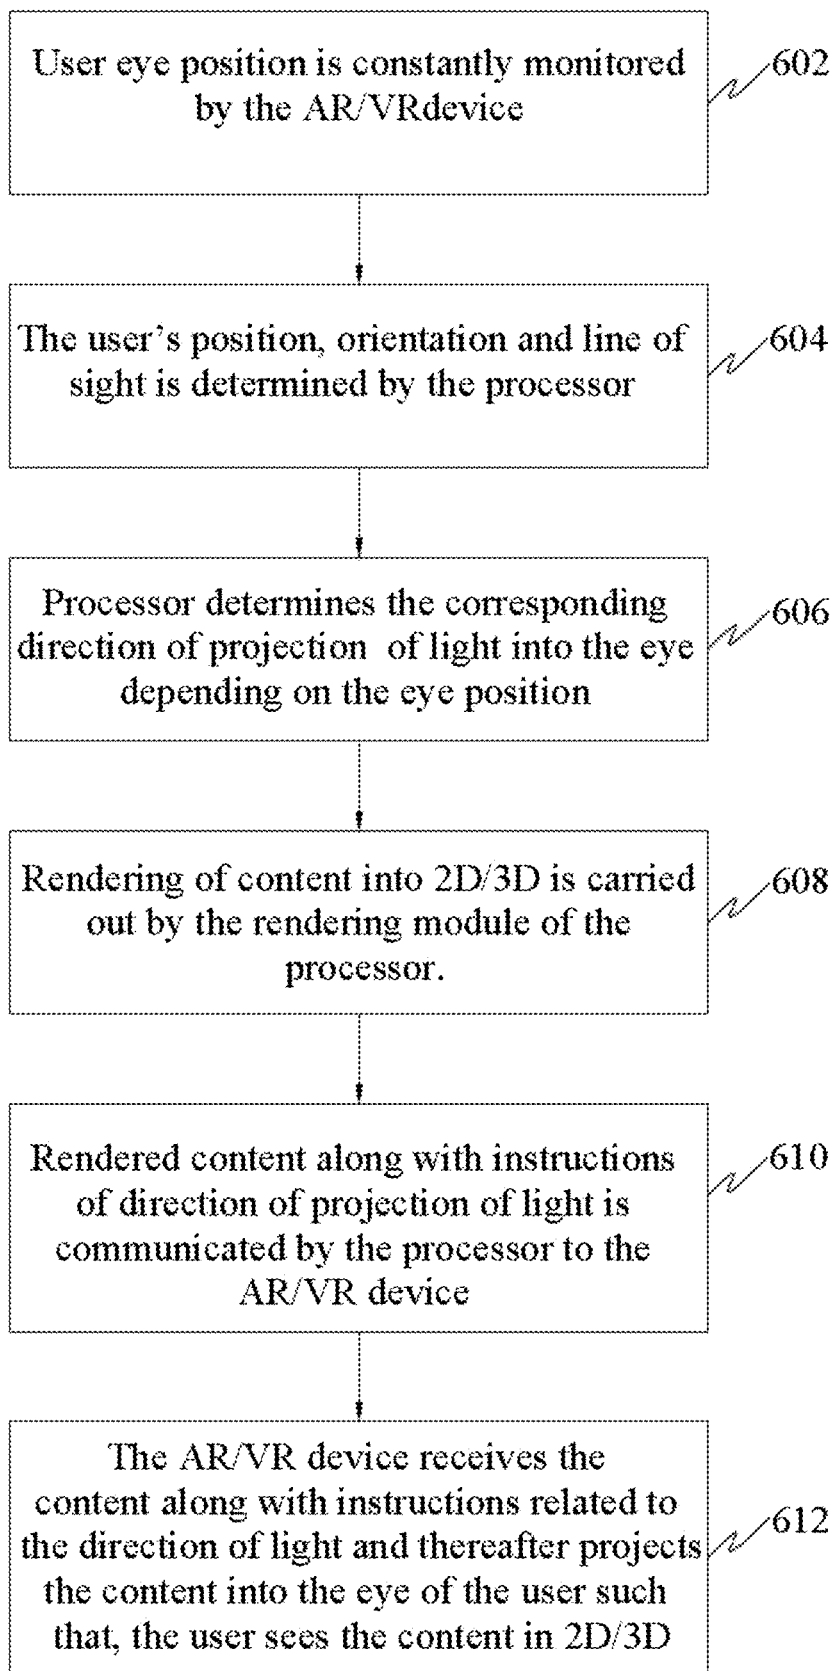 User eye position is constantly monitored
by the AR/VRdevice
602
The user's position, orientation and line of
sight is determined by the processor
604
Processor determines the corresponding
direction of projection of light into the eye
depending on the eye position
606
Rendering of content into 2D/3D is carried
out by the rendering module of the
processor.
608
Rendered content along with instructions
of direction of projection of light is
communicated by the processor to the
AR/VR device
610
The AR/VR device receives the
content along with instructions related to
the direction of light and thereafter projects
the content into the eye of the user such
that, the user sees the content in 2D/3D
612